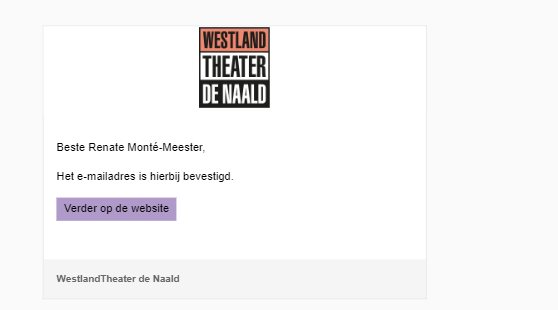 WESTLAND
THEATER
DE NAALD
Beste Renate Monté-Meester,
Het e-mailadres is hierbij bevestigd.
Verder op de website
WestlandTheater de Naald